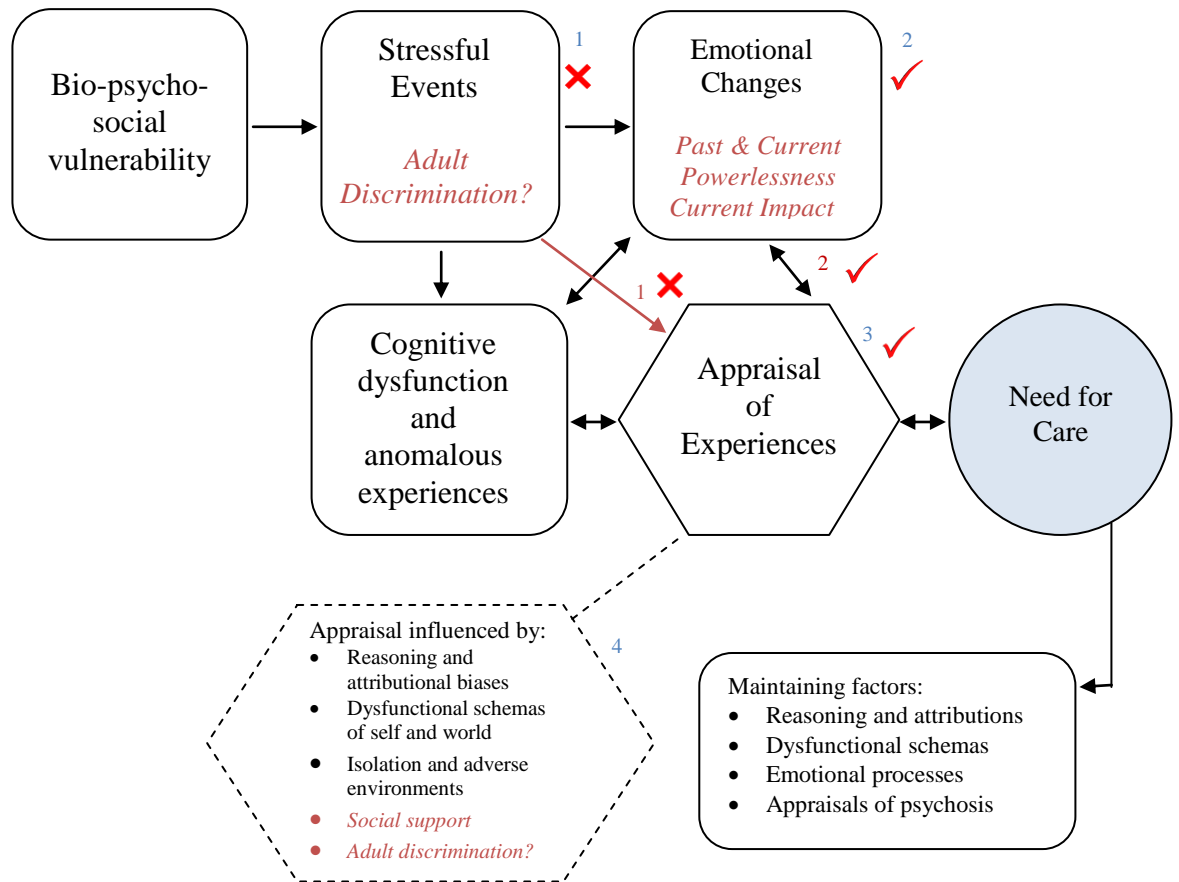 Bio-psycho-
social
vulnerability
Stressful
Events
Adult
Discrimination?
1
Emotional
Changes
Past & Current
Powerlessness
Current Impact
2
2
1
Cognitive
dysfunction
and
anomalous
experiences
Appraisal
of
Experiences
3
Need for
Care
Appraisal influenced by:
• Reasoning and
attributional biases
• Dysfunctional schemas
of self and world
• Isolation and adverse
environments
• Social support
• Adult discrimination?
4
Maintaining factors:
• Reasoning and attributions
• Dysfunctional schemas
• Emotional processes
• Appraisals of psychosis